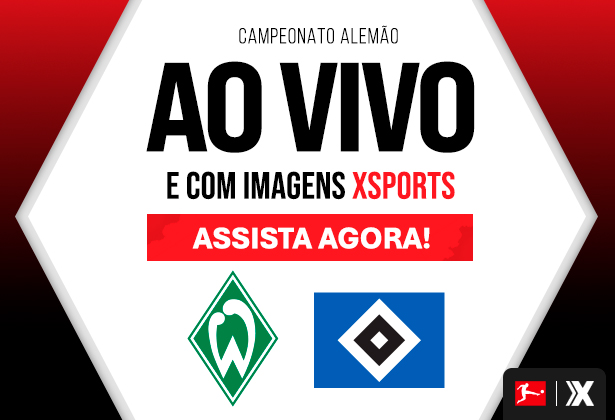 CAMPEONATO ALEMÃO
AO VIVO
E COM IMAGENS XSPORTS
ASSISTA AGORA!
W
X